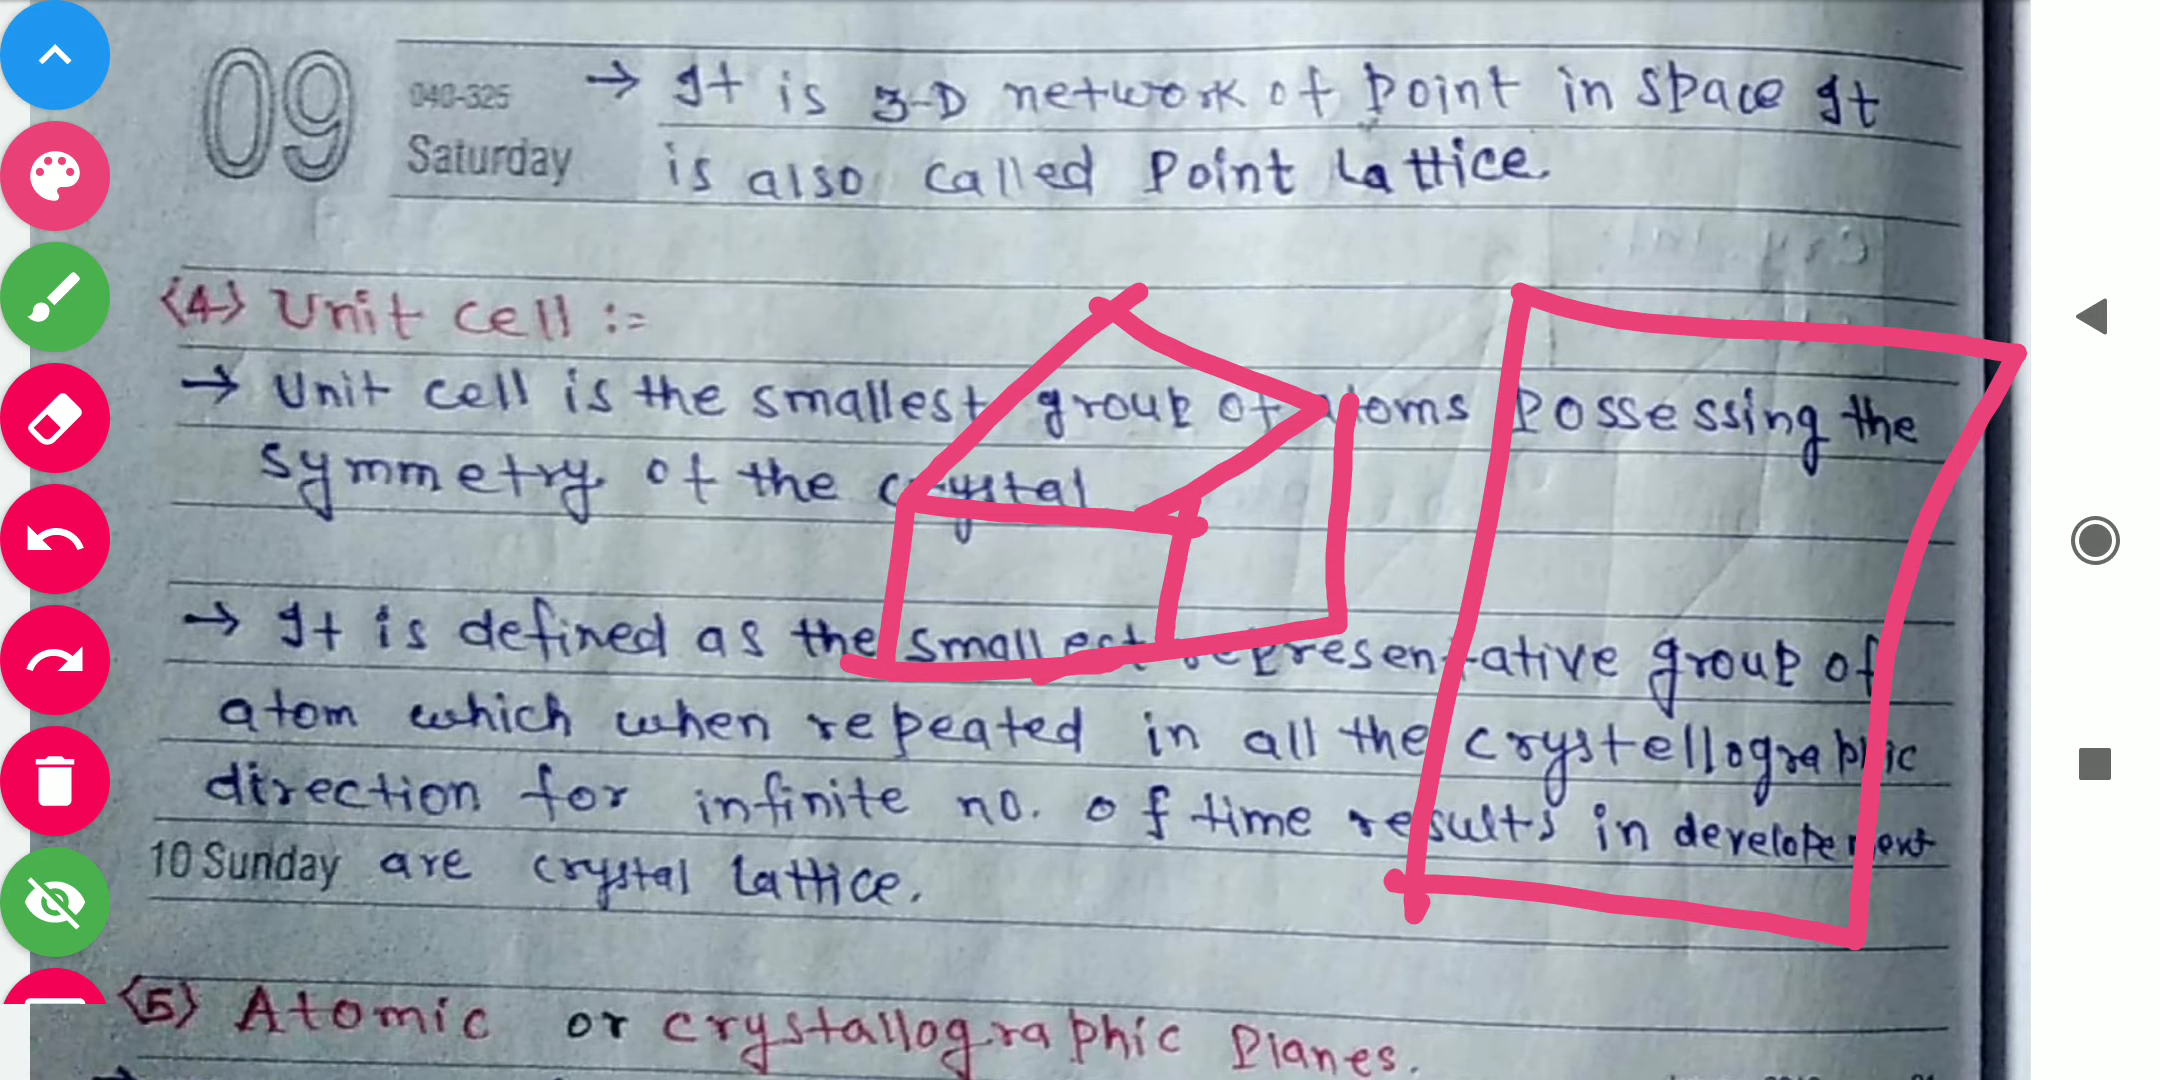 09 040-325 → It is 3-D network of point in space It
Saturday is also called Point Lattice.
(4) Unit cell :=
→ Unit cell is the smallest group of atoms Possessing the
symmetry of the crystal
→ It is defined as the smallest representative group of
atom which when repeated in all the crystellographic
direction for infinite no. of time results in developement
10 Sunday are crystal Lattice.
(5) Atomic or crystallographic Planes.